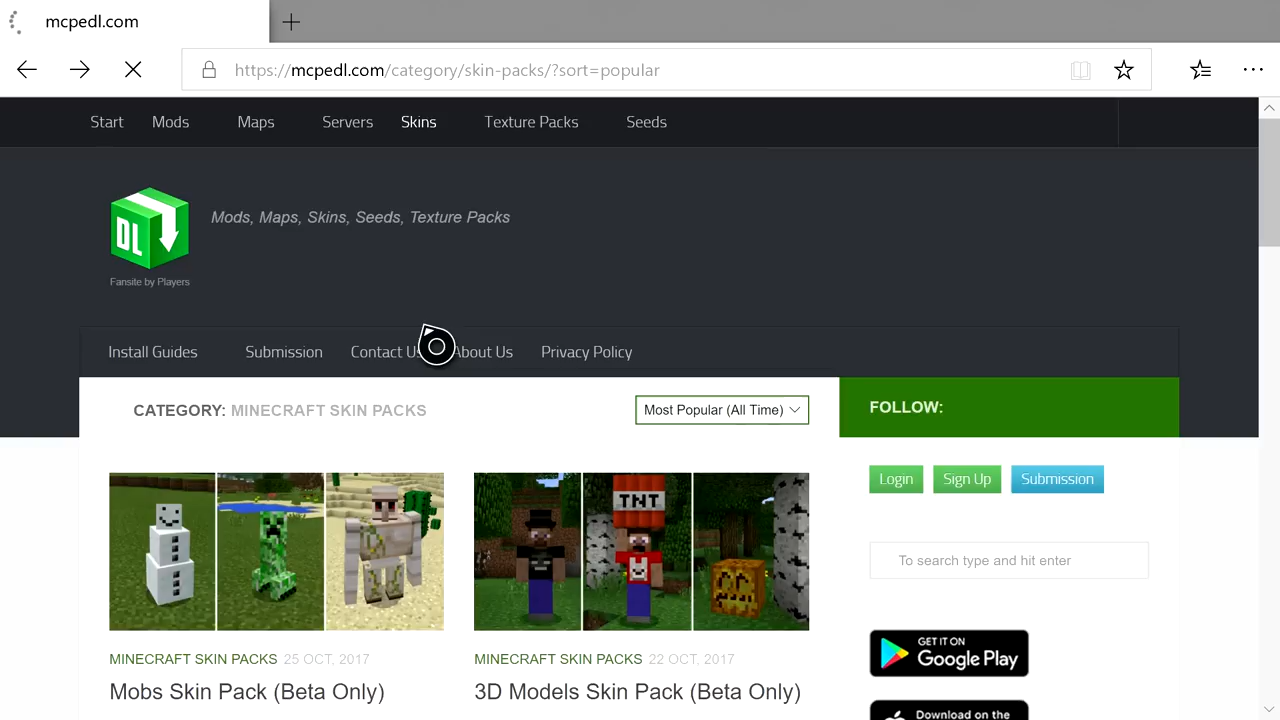 mcpedl.com
https://mcpedl.com/category/skin-packs/?sort=popular
Start Mods Maps Servers Skins Texture Packs Seeds
DL
Mods, Maps, Skins, Seeds, Texture Packs
Fansite by Players
Install Guides Submission Contact Us About Us Privacy Policy
CATEGORY: MINECRAFT SKIN PACKS
Most Popular (All Time)
FOLLOW:
Login Sign Up Submission
TNT
To search type and hit enter
GET IT ON
Google Play
MINECRAFT SKIN PACKS 25 OCT, 2017
MINECRAFT SKIN PACKS 22 OCT, 2017
Mobs Skin Pack (Beta Only)
3D Models Skin Pack (Beta Only)
Download on the